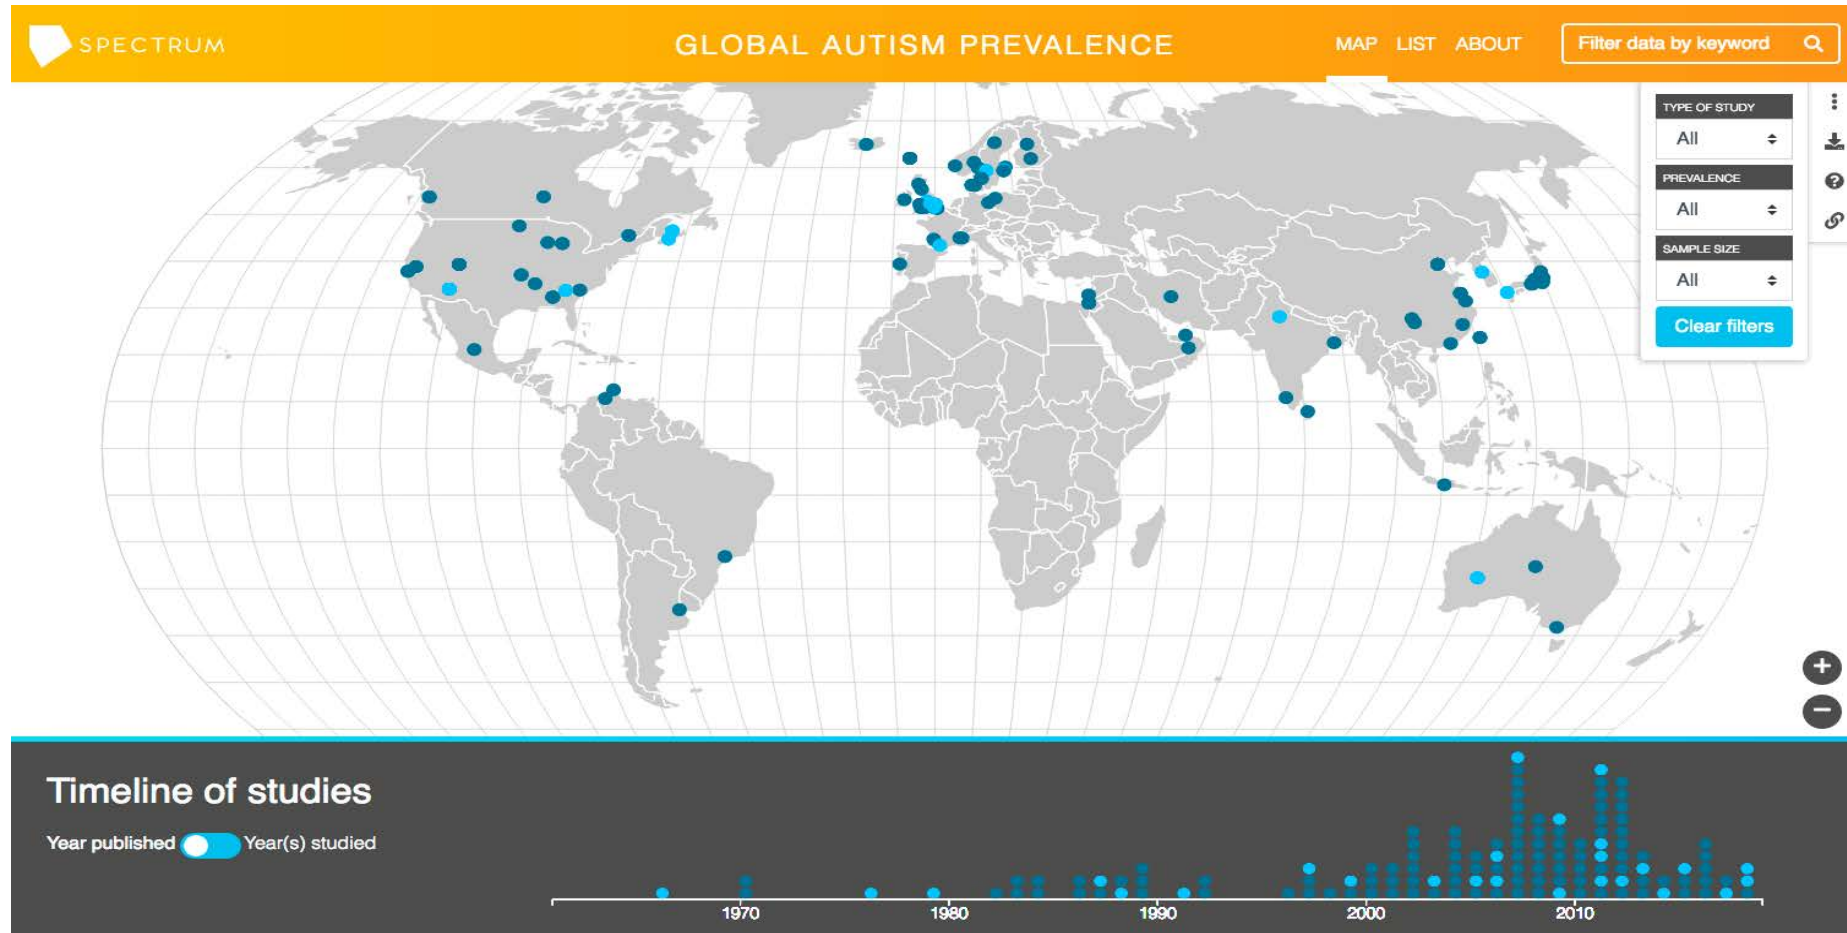 SPECTRUM
GLOBAL AUTISM PREVALENCE
MAP LIST ABOUT
Filter data by keyword
TYPE OF STUDY
All
PREVALENCE
All
SAMPLE SIZE
All
Clear filters
Timeline of studies
Year published Year(s) studied
1970 1980 1990 2000 2010